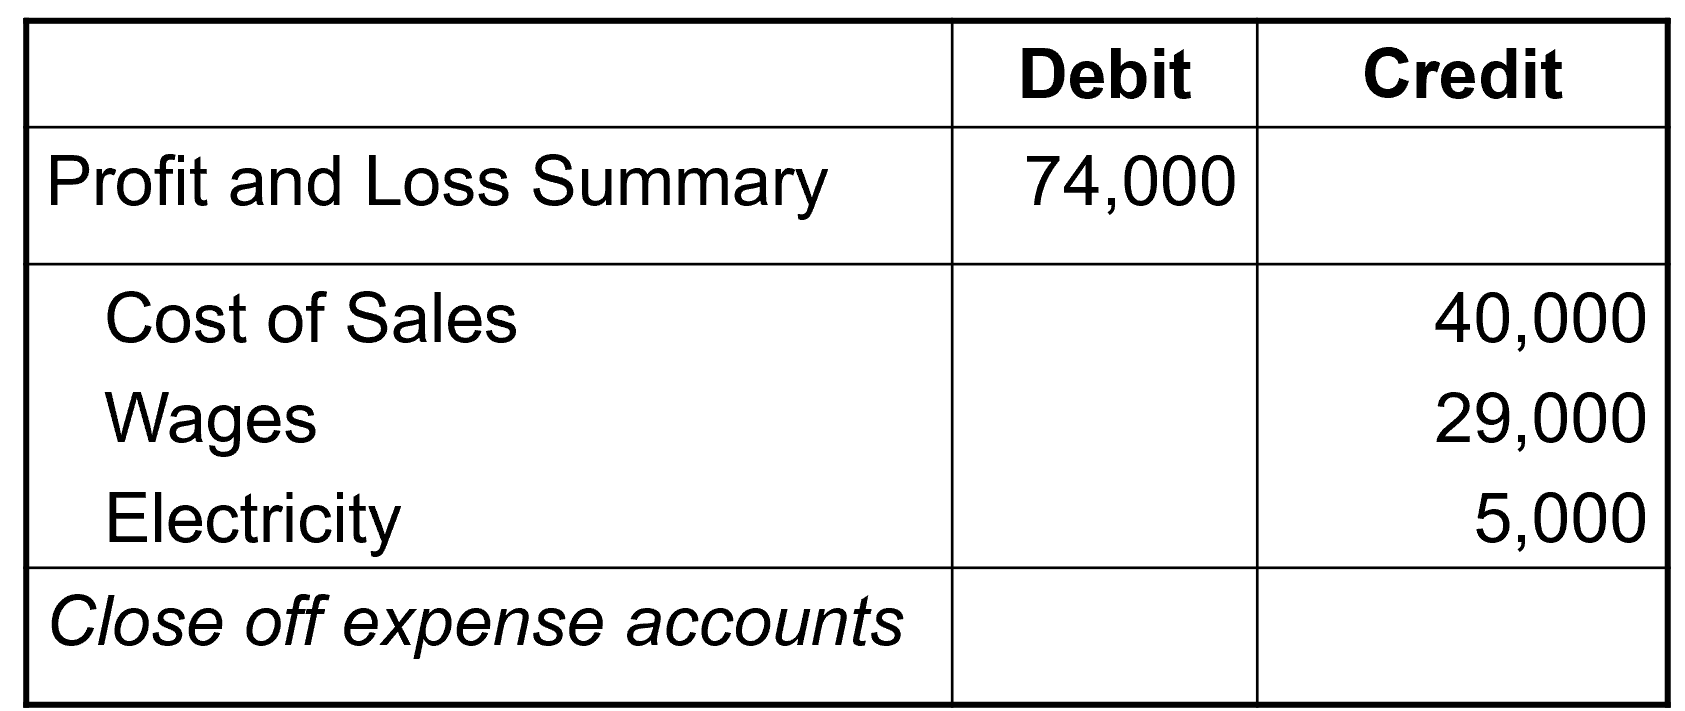 Debit Credit
Profit and Loss Summary 74,000
Cost of Sales 40,000
Wages 29,000
Electricity 5,000
Close off expense accounts